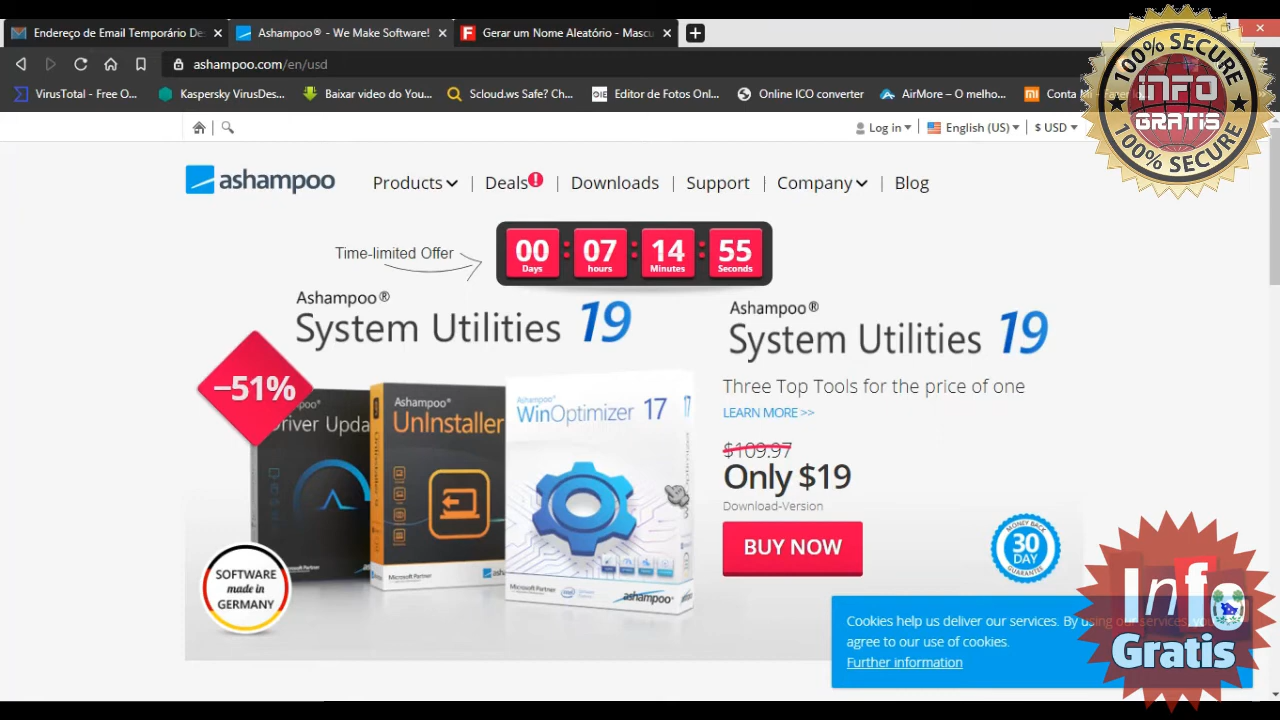 Endereço de Email Temporário De
Ashampoo® - We Make Software!
Gerar um Nome Aleatório - Mascu
ashampoo.com/en/usd
VirusTotal - Free O...
Kaspersky VirusDes...
Baixar video do You...
Scloud.ws Safe? Ch...
Editor de Fotos Onl...
Online ICO converter
AirMore – O melho...
Conta Mi -
Log in
English (US)
$ USD
ashampoo
Products
Deals!
Downloads
Support
Company
Blog
Time-limited Offer
00 : 07 : 14 : 55
Days hours Minutes Seconds
Ashampoo®
System Utilities 19
Ashampoo®
System Utilities 19
Three Top Tools for the price of one
LEARN MORE >>
$109.97
Only $19
Download-Version
BUY NOW
−51%
Driver Upda
Ashampoo®
UnInstaller
Ashampoo®
WinOptimizer 17
17
Microsoft Partner
Microsoft Partner
ashampoo
SOFTWARE
made in
GERMANY
MONEY BACK
30
DAY
GUARANTEE
Cookies help us deliver our services. By using our services, you
agree to our use of cookies.
Further information
100% SECURE
INFO
GRATIS
100% SECURE
Info
Gratis